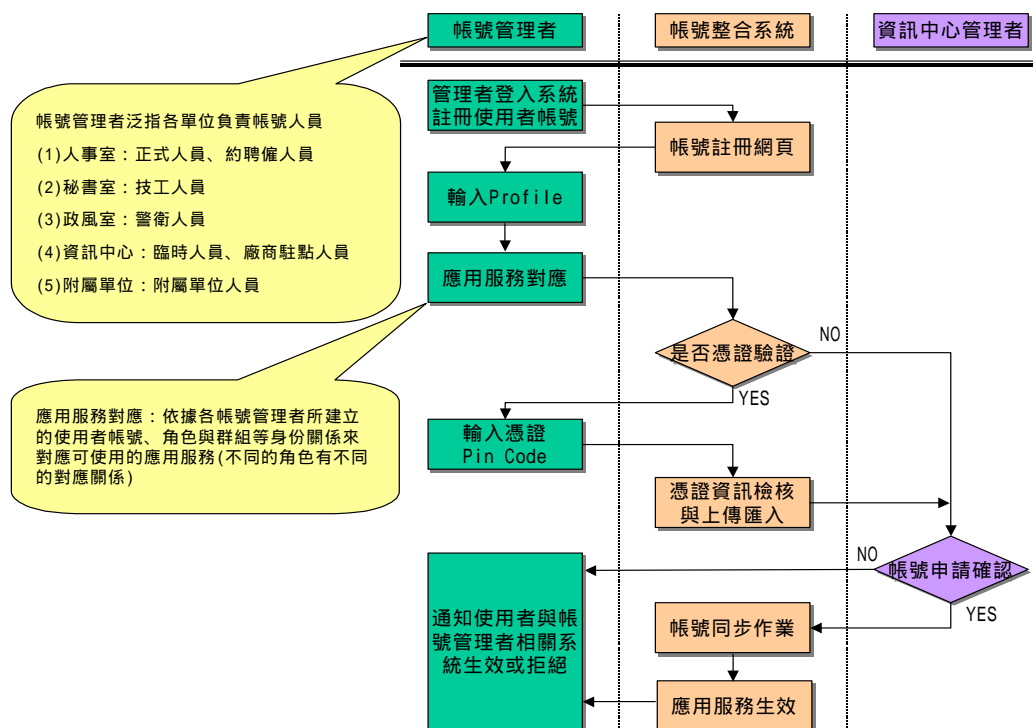 帳號管理者
帳號整合系統
資訊中心管理者
帳號管理者泛指各單位負責帳號人員
(1)人事室：正式人員、約聘僱人員
(2)秘書室：技工人員
(3)政風室：警衛人員
(4)資訊中心：臨時人員、廠商駐點人員
(5)附屬單位：附屬單位人員
管理者登入系統
註冊使用者帳號
帳號註冊網頁
輸入Profile
應用服務對應
是否憑證驗證
NO
YES
應用服務對應：依據各帳號管理者所建立
的使用者帳號、角色與群組等身份關係來
對應可使用的應用服務(不同的角色有不同
的對應關係)
輸入憑證
Pin Code
憑證資訊檢核
與上傳匯入
帳號申請確認
NO
YES
通知使用者與帳
號管理者相關系
統生效或拒絕
帳號同步作業
應用服務生效